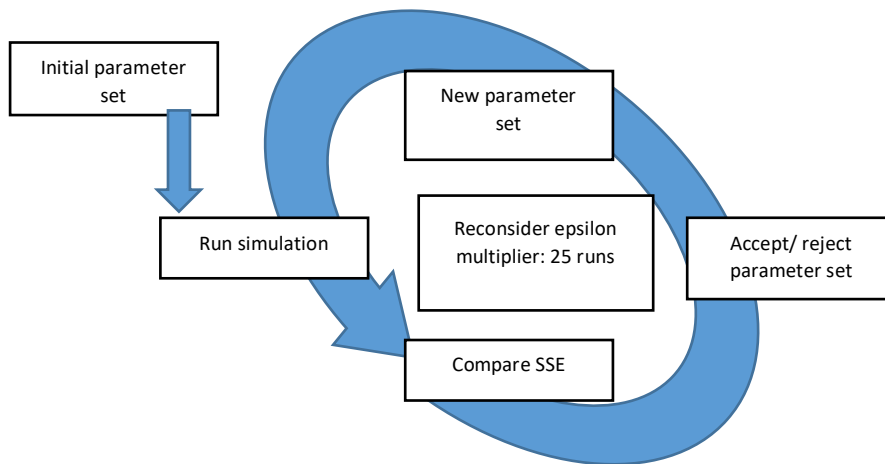 Initial parameter
set
New parameter
set
Run simulation
Reconsider epsilon
multiplier: 25 runs
Accept/ reject
parameter set
Compare SSE